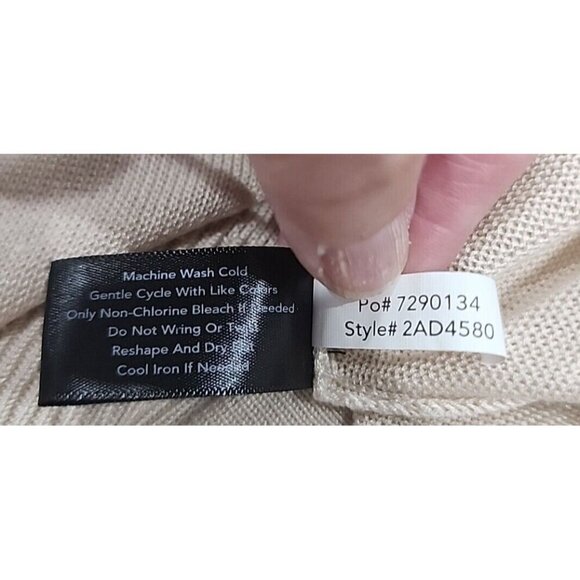 Machine Wash Cold
Gentle Cycle With Like Colors
Only Non-Chlorine Bleach If Needed
Do Not Wring Or
Reshape And Dry
Cool Iron If Needed
Po# 7290134
Style# 2AD4580